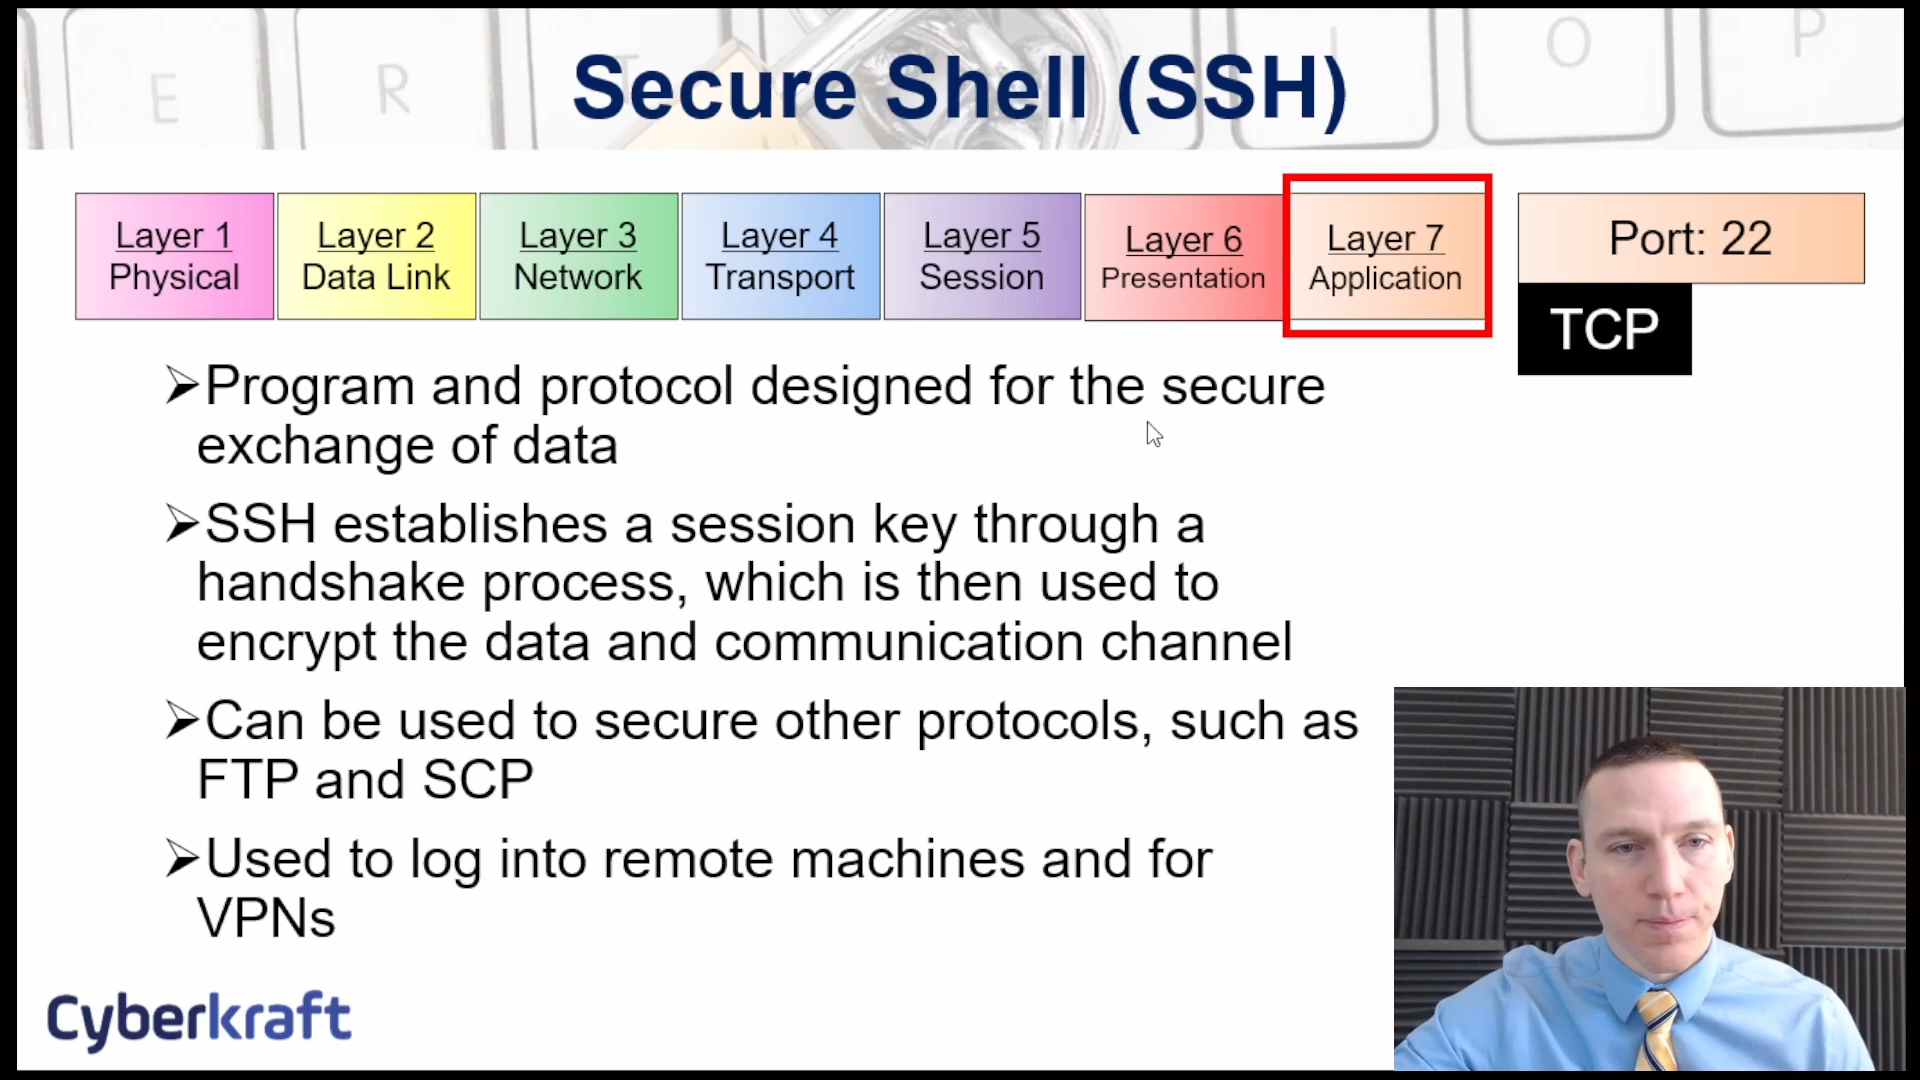 E R T I O P
Secure Shell (SSH)
Layer 1
Physical
Layer 2
Data Link
Layer 3
Network
Layer 4
Transport
Layer 5
Session
Layer 6
Presentation
Layer 7
Application
Port: 22
TCP
➢Program and protocol designed for the secure
exchange of data
➢SSH establishes a session key through a
handshake process, which is then used to
encrypt the data and communication channel
➢Can be used to secure other protocols, such as
FTP and SCP
➢Used to log into remote machines and for
VPNs
Cyberkraft